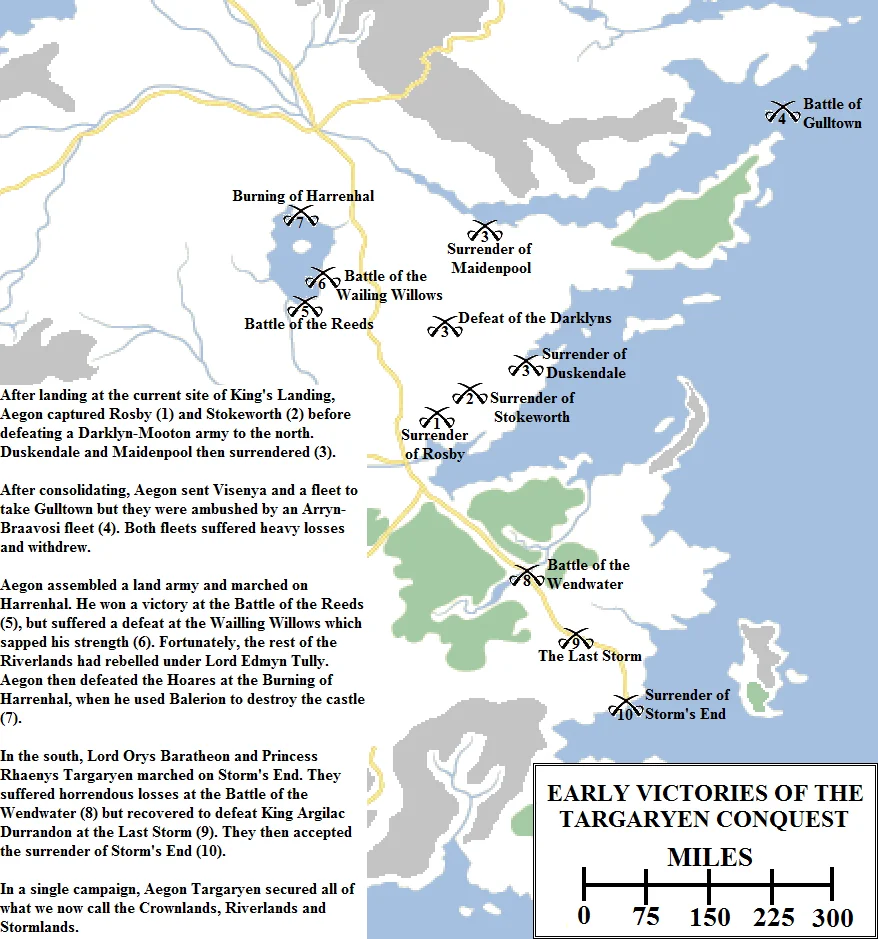 Battle of
4
Gulltown
Burning of Harrenhal
7
3
Surrender of
Maidenpool
6
Battle of the
Wailing Willows
5
Battle of the Reeds
Defeat of the Darklyns
3
Surrender of
3
Duskendale
2
Surrender of
Stokeworth
1
Surrender
of Rosby
After landing at the current site of King's Landing,
Aegon captured Rosby (1) and Stokeworth (2) before
defeating a Darklyn-Mooton army to the north.
Duskendale and Maidenpool then surrendered (3).
After consolidating, Aegon sent Visenya and a fleet to
take Gulltown but they were ambushed by an Arryn-
Braavosi fleet (4). Both fleets suffered heavy losses
and withdrew.
Aegon assembled a land army and marched on
Harrenhal. He won a victory at the Battle of the Reeds
(5), but suffered a defeat at the Wailling Willows which
sapped his strength (6). Fortunately, the rest of the
Riverlands had rebelled under Lord Edmyn Tully.
Aegon then defeated the Hoares at the Burning of
Harrenhal, when he used Balerion to destroy the castle
(7).
In the south, Lord Orys Baratheon and Princess
Rhaenys Targaryen marched on Storm's End. They
suffered horrendous losses at the Battle of the
Wendwater (8) but recovered to defeat King Argilac
Durrandon at the Last Storm (9). They then accepted
the surrender of Storm's End (10).
In a single campaign, Aegon Targaryen secured all of
what we now call the Crownlands, Riverlands and
Stormlands.
Battle of the
8
Wendwater
9
The Last Storm
Surrender of
10
Storm's End
EARLY VICTORIES OF THE
TARGARYEN CONQUEST
MILES
0 75 150 225 300